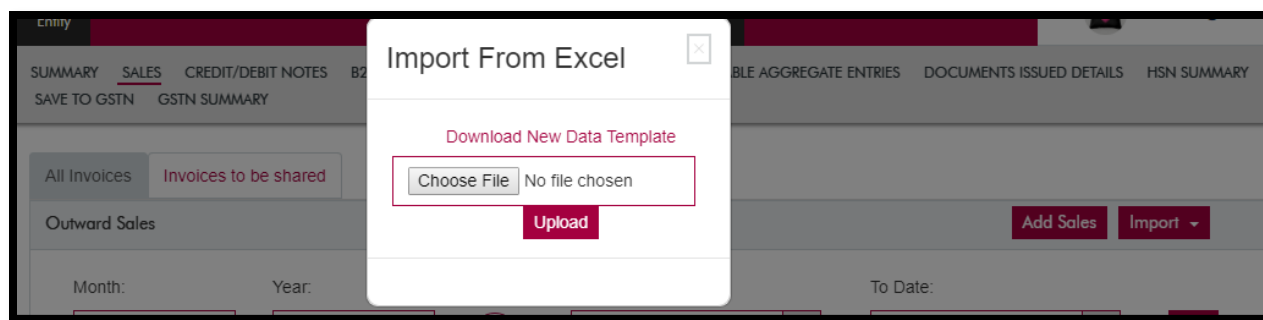 Entity
Import From Excel
SUMMARY SALES CREDIT/DEBIT NOTES AGGREGATE ENTRIES DOCUMENTS ISSUED DETAILS HSN SUMMARY
SAVE TO GSTN GSTN SUMMARY
Download New Data Template
All Invoices Invoices to be shared
Choose File No file chosen
Outward Sales
Upload
Add Sales Import
Month: Year: To Date: